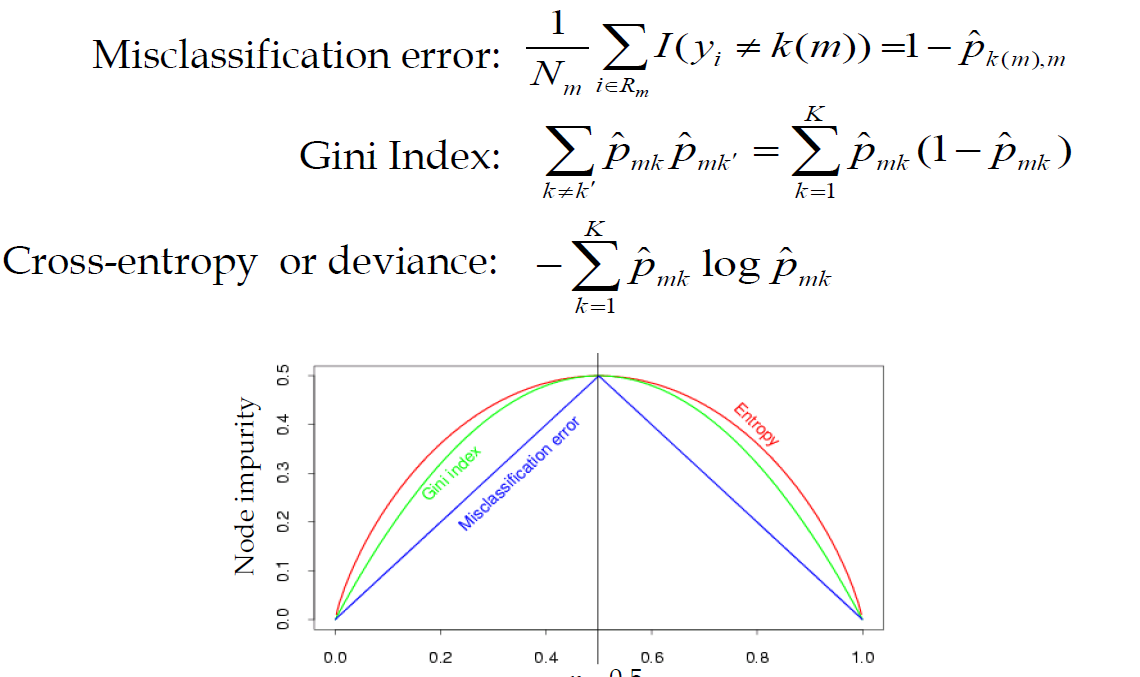 Misclassification error: 1/N_m ∑_{i∈R_m} I(y_i ≠ k(m)) =1 − p̂_{k(m),m}
Gini Index: ∑_{k≠k′} p̂_{mk} p̂_{mk′} = ∑_{k=1}^{K} p̂_{mk} (1 − p̂_{mk})
Cross-entropy or deviance: − ∑_{k=1}^{K} p̂_{mk} log p̂_{mk}
Node impurity
0.5
0.4
0.3
0.2
0.1
0.0
Gini index
Misclassification error
Entropy
0.0 0.2 0.4 0.6 0.8 1.0